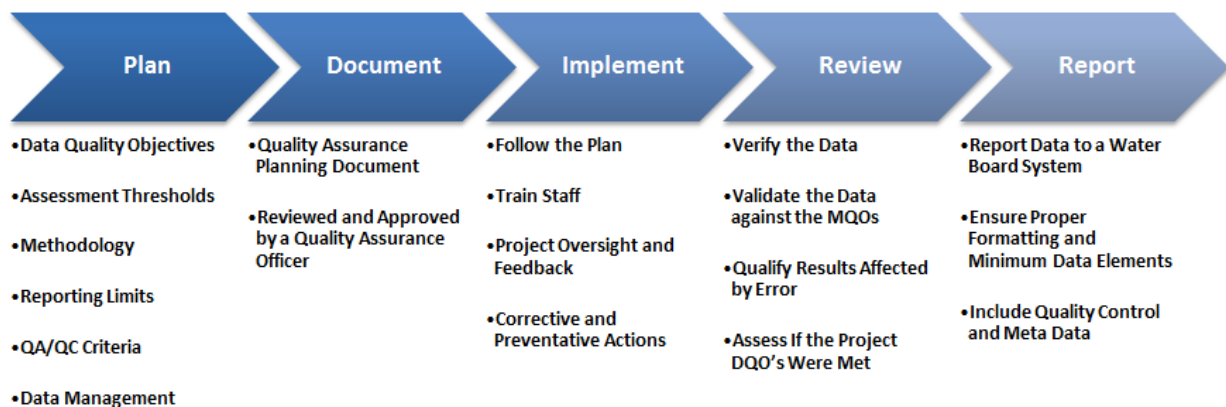 Plan
Document
Implement
Review
Report
•Data Quality Objectives
•Assessment Thresholds
•Methodology
•Reporting Limits
•QA/QC Criteria
•Data Management
•Quality Assurance
Planning Document
•Reviewed and Approved
by a Quality Assurance
Officer
•Follow the Plan
•Train Staff
•Project Oversight and
Feedback
•Corrective and
Preventative Actions
•Verify the Data
•Validate the Data
against the MQOs
•Qualify Results Affected
by Error
•Assess If the Project
DQO's Were Met
•Report Data to a Water
Board System
•Ensure Proper
Formatting and
Minimum Data Elements
•Include Quality Control
and Meta Data